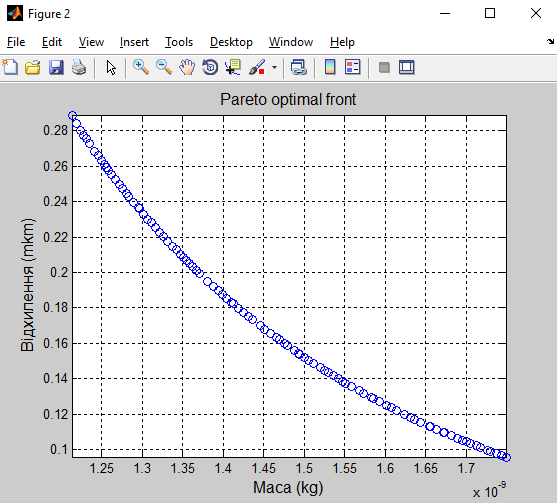 Figure 2
File Edit View Insert Tools Desktop Window Help
Pareto optimal front
0.28
0.26
0.24
0.22
0.2
0.18
0.16
0.14
0.12
0.1
Відхипення (mkm)
1.25 1.3 1.35 1.4 1.45 1.5 1.55 1.6 1.65 1.7
x 10⁻⁹
Маса (kg)